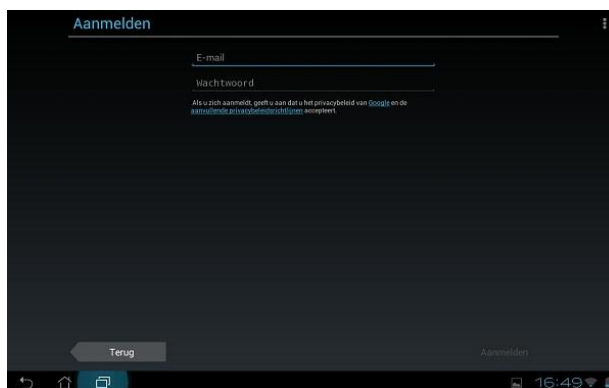 Aanmelden
E-mail
Wachtwoord
Als u zich aanmeldt, geeft u aan dat u het privacybeleid van Google en de
aanvullende privacybeleidsrichtlijnen accepteert.
Terug
Aanmelden
16:49